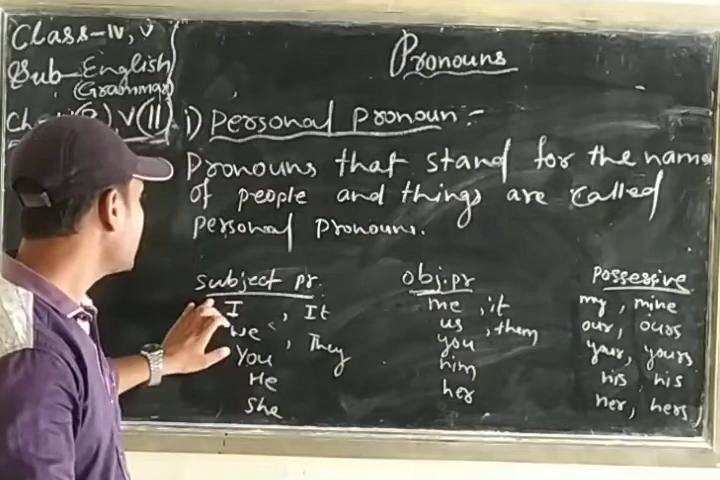 Class-IV, V
Sub-English
(Grammar)
V(11)
Pronouns
i) Personal Pronoun :-
Pronouns that stand for the name
of people and things are called
personal pronouns.
Subject pr.
I , It
We , They
You
He
She
Obj.pr
me , it
us , them
you
him
her
Possessive
my , mine
our, ours
your, yours
his his
her, hers